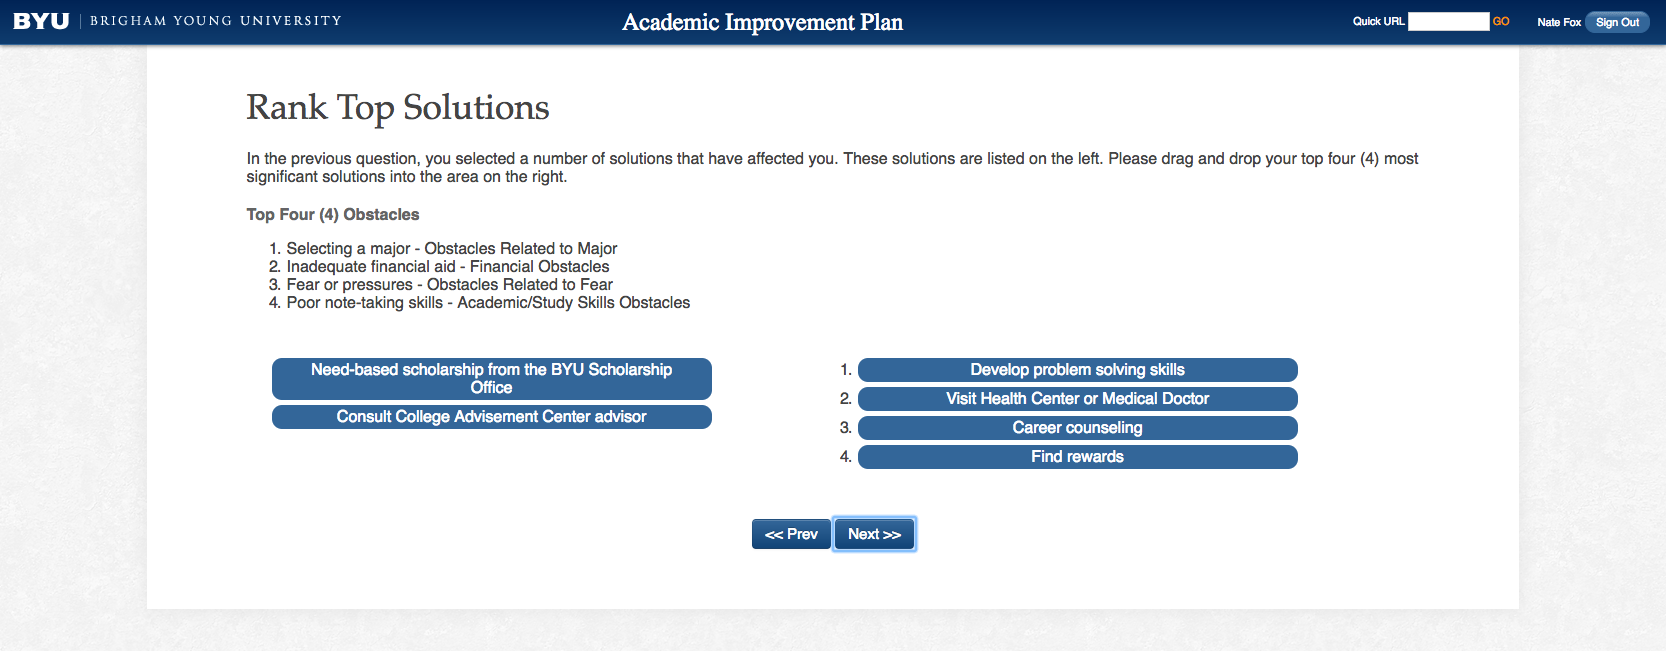 BYU BRIGHAM YOUNG UNIVERSITY
Academic Improvement Plan
Quick URL GO Nate Fox Sign Out
Rank Top Solutions
In the previous question, you selected a number of solutions that have affected you. These solutions are listed on the left. Please drag and drop your top four (4) most
significant solutions into the area on the right.
Top Four (4) Obstacles
1. Selecting a major - Obstacles Related to Major
2. Inadequate financial aid - Financial Obstacles
3. Fear or pressures - Obstacles Related to Fear
4. Poor note-taking skills - Academic/Study Skills Obstacles
Need-based scholarship from the BYU Scholarship
Office
Consult College Advisement Center advisor
1. Develop problem solving skills
2. Visit Health Center or Medical Doctor
3. Career counseling
4. Find rewards
<< Prev
Next >>